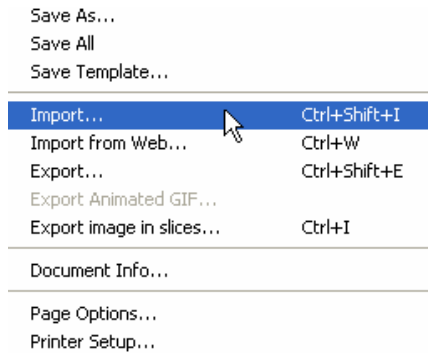 Save As...
Save All
Save Template...
Import... Ctrl+Shift+I
Import from Web... Ctrl+W
Export... Ctrl+Shift+E
Export Animated GIF...
Export image in slices... Ctrl+I
Document Info...
Page Options...
Printer Setup...